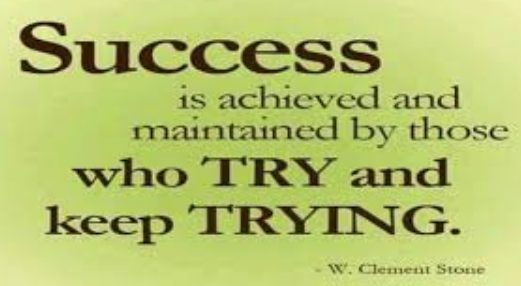 Success
is achieved and
maintained by those
who TRY and
keep TRYING.
- W. Clement Stone